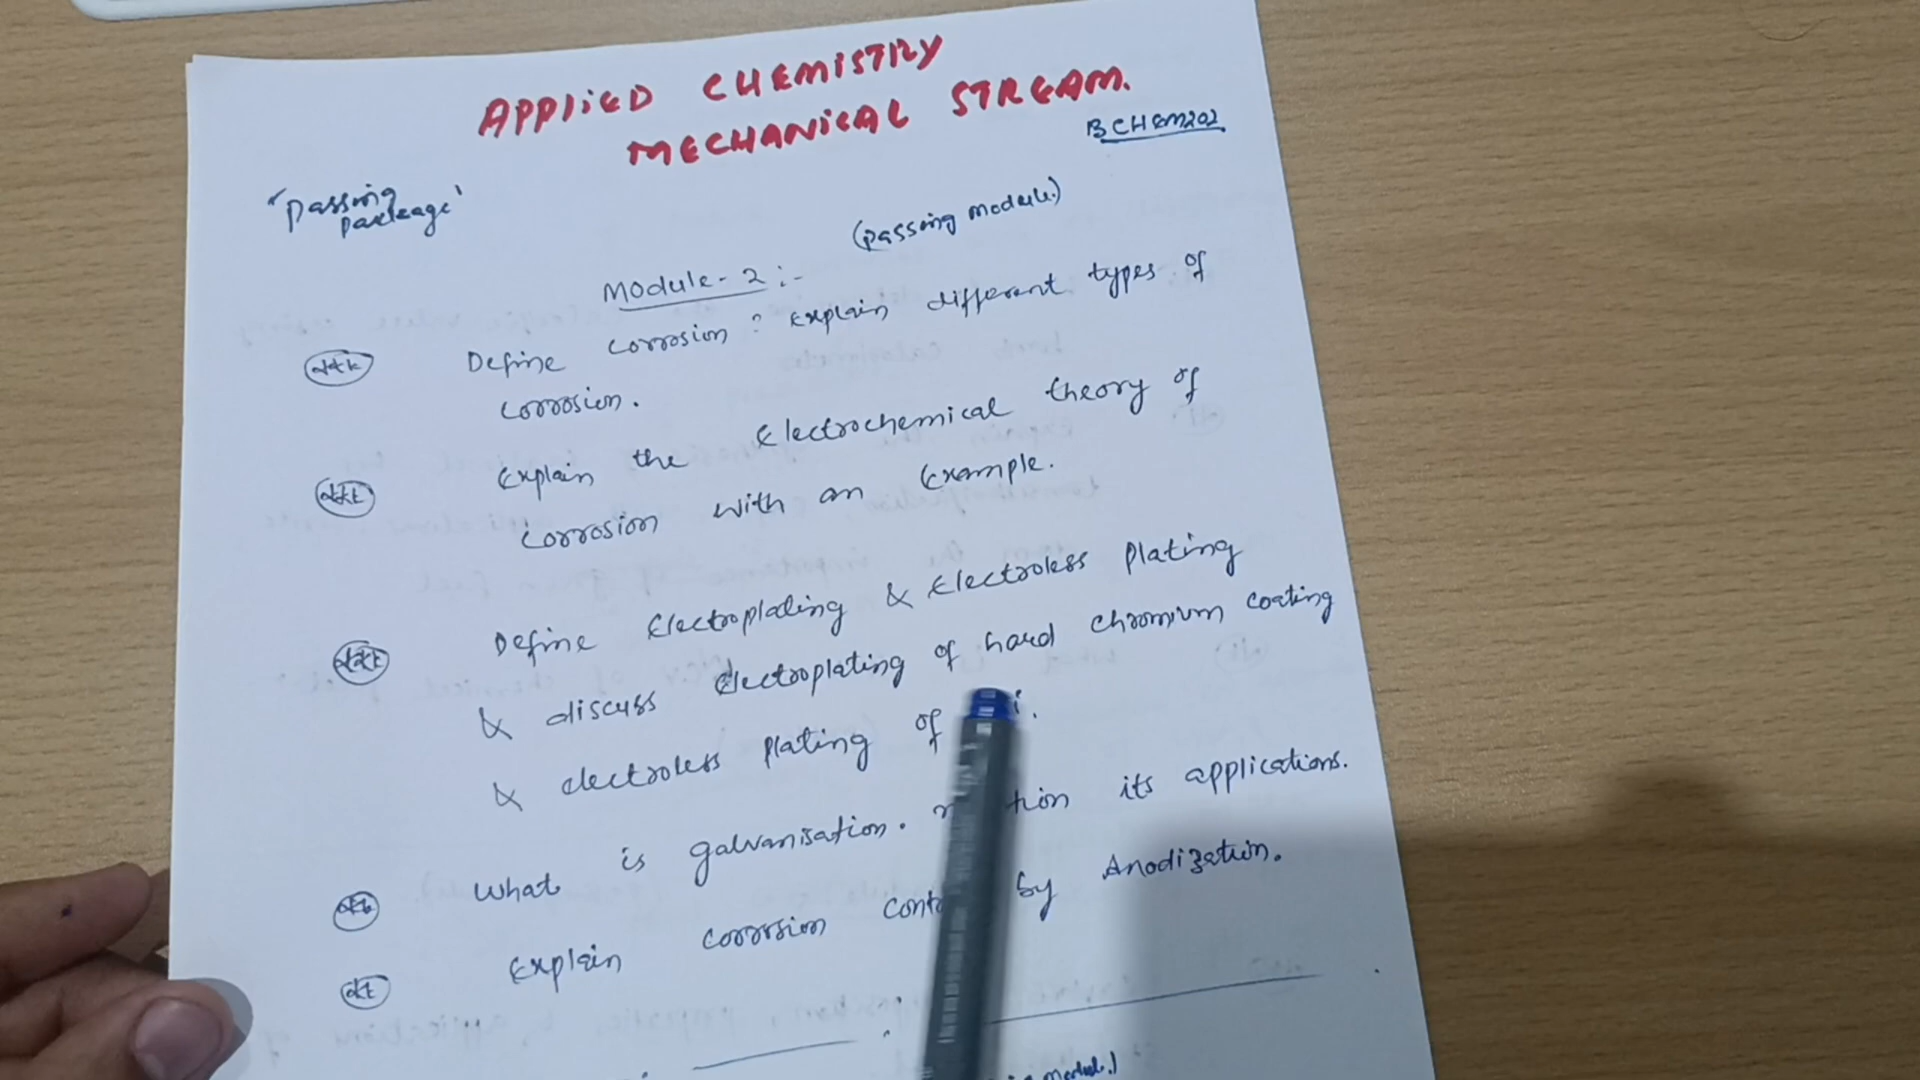 APPLIED CHEMISTRY
MECHANICAL STREAM.
BCHEM202
'Passing
package'
(Passing module.)
Module-2:-
Define corrosion? Explain different types of
corrosion.
Explain the Electrochemical theory of
corrosion with an Example.
Define Electroplating & Electroless plating
& discuss electroplating of hard chromium coating
& electroless plating of
What is galvanisation. its applications.
Explain corrosion by Anodization.